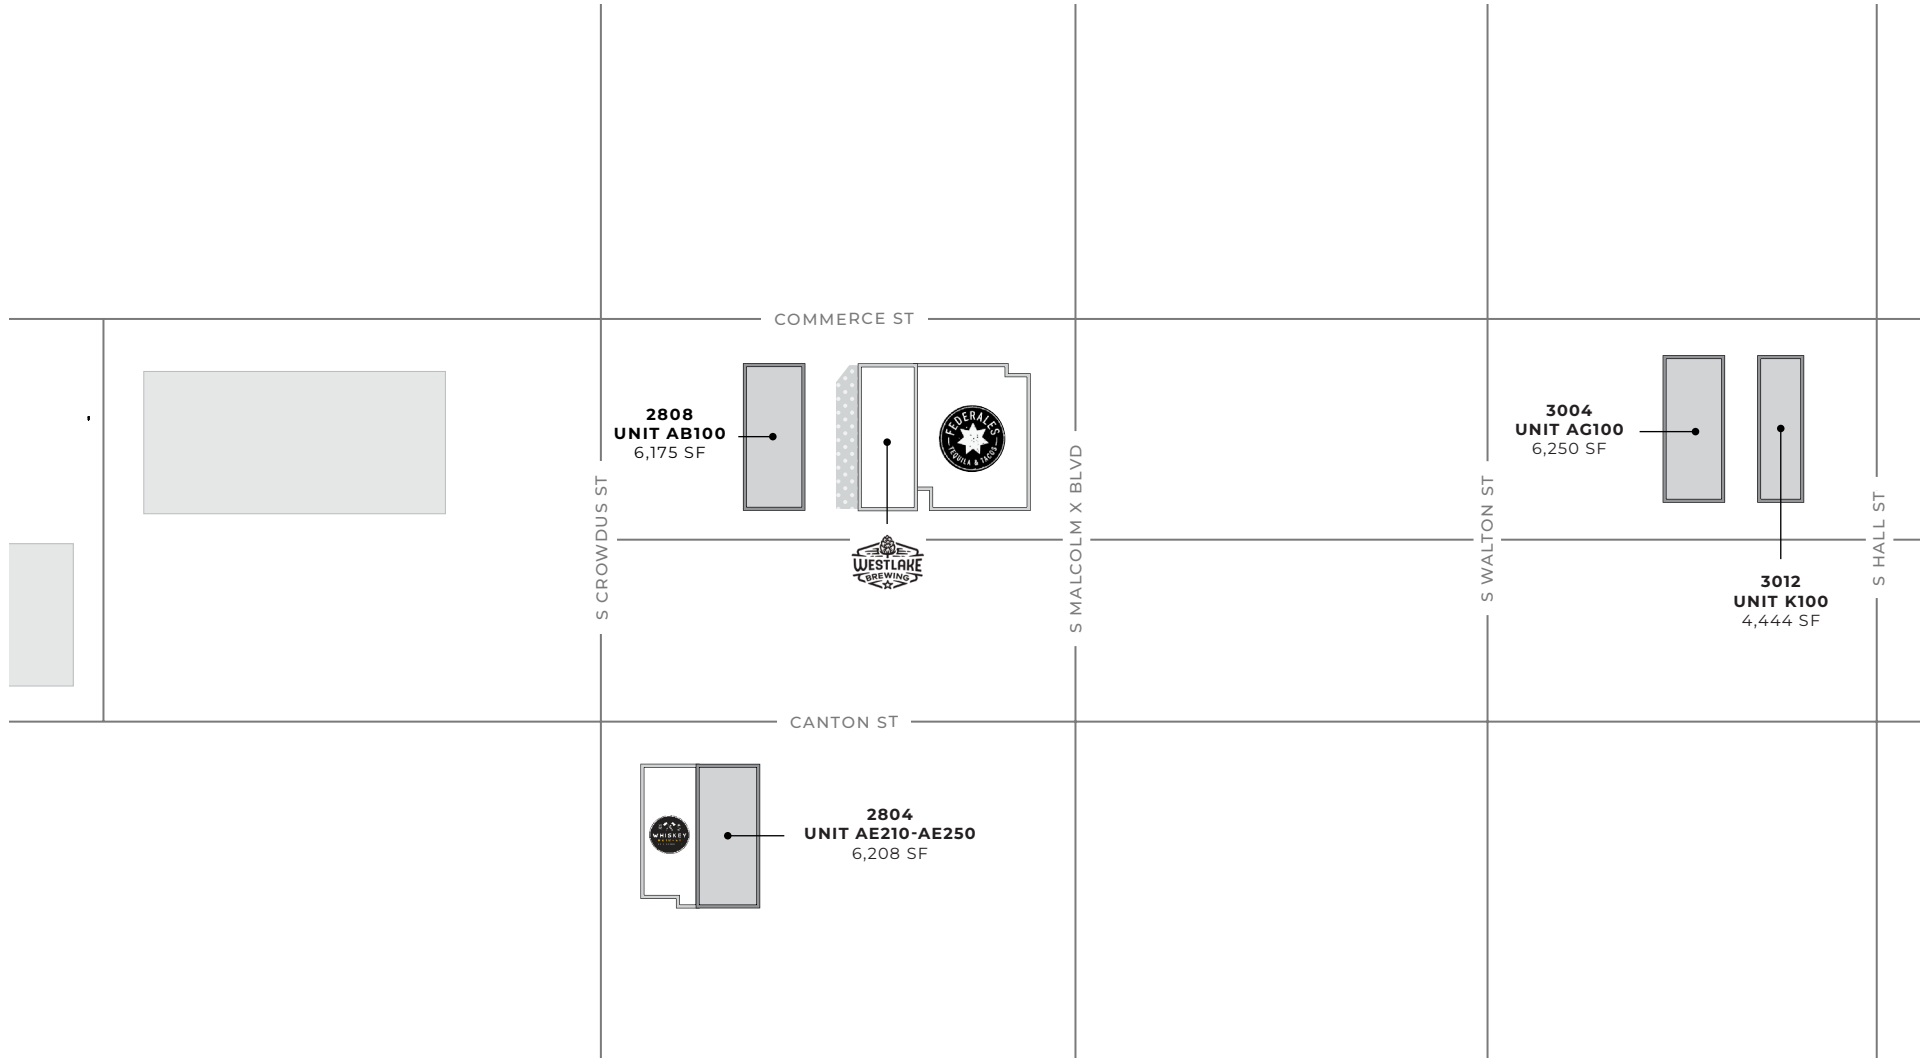 COMMERCE ST
2808
UNIT AB100
6,175 SF
FEDERALES
TEQUILA & TACOS
3004
UNIT AG100
6,250 SF
S CROWDUS ST
S MALCOLM X BLVD
S WALTON ST
S HALL ST
WESTLAKE
BREWING
3012
UNIT K100
4,444 SF
CANTON ST
WHISKEY
2804
UNIT AE210-AE250
6,208 SF